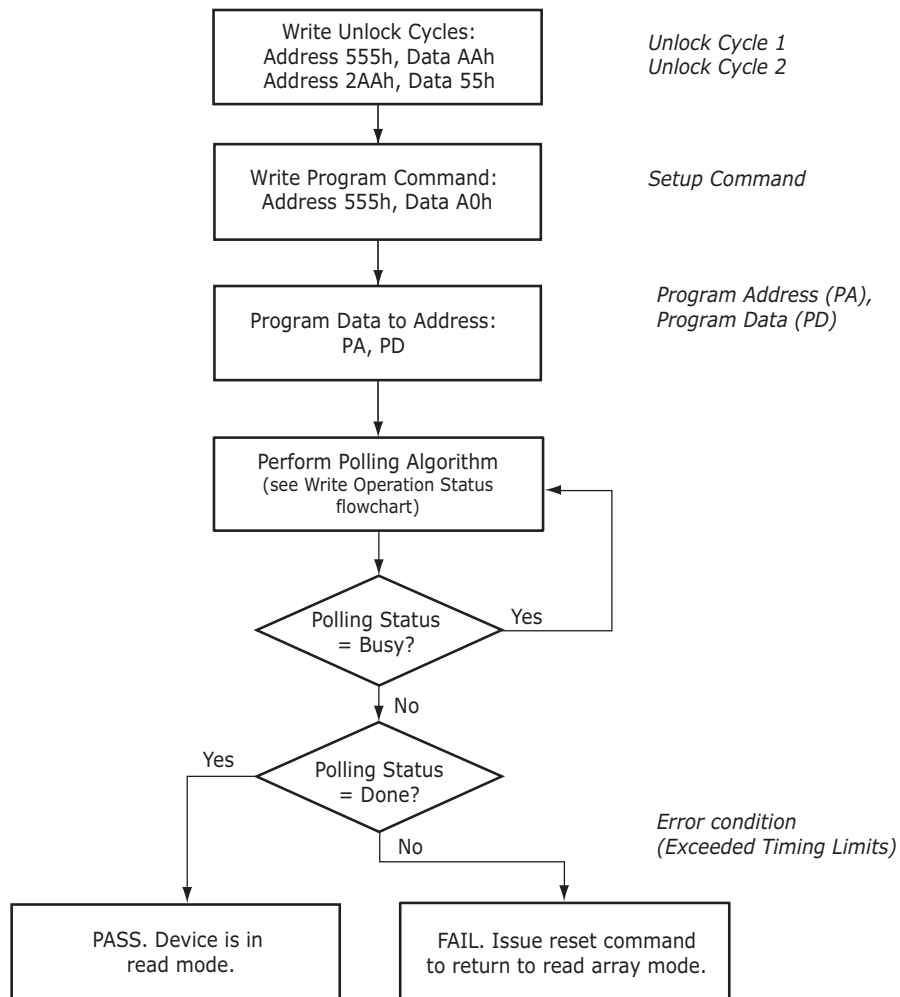 Write Unlock Cycles:
Address 555h, Data AAh
Address 2AAh, Data 55h
Unlock Cycle 1
Unlock Cycle 2
Write Program Command:
Address 555h, Data A0h
Setup Command
Program Data to Address:
PA, PD
Program Address (PA),
Program Data (PD)
Perform Polling Algorithm
(see Write Operation Status
flowchart)
Polling Status
= Busy?
Yes
No
Polling Status
= Done?
Yes
No
Error condition
(Exceeded Timing Limits)
PASS. Device is in
read mode.
FAIL. Issue reset command
to return to read array mode.